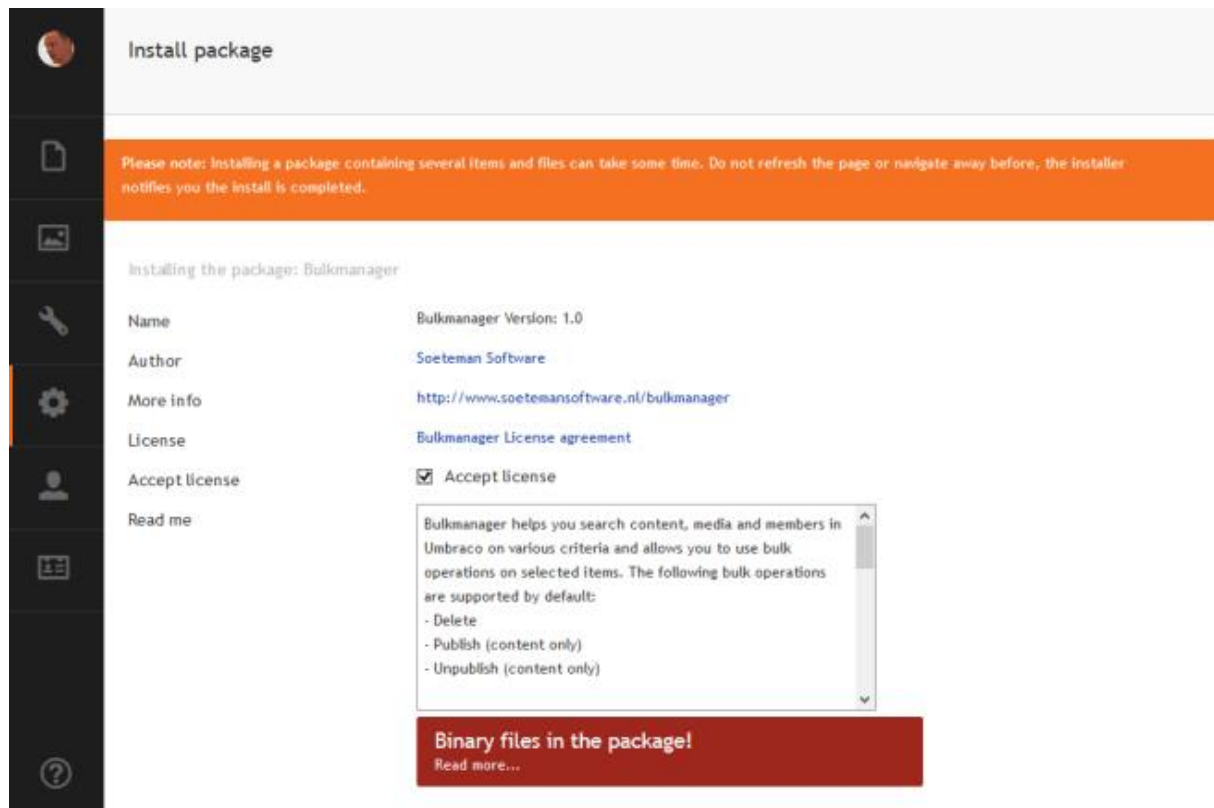 Install package
Please note: Installing a package containing several items and files can take some time. Do not refresh the page or navigate away before, the installer
notifies you the install is completed.
Installing the package: Bulkmanager
Name
Bulkmanager Version: 1.0
Author
Soeteman Software
More info
http://www.soetemansoftware.nl/bulkmanager
License
Bulkmanager License agreement
Accept license
Accept license
Read me
Bulkmanager helps you search content, media and members in
Umbraco on various criteria and allows you to use bulk
operations on selected items. The following bulk operations
are supported by default:
- Delete
- Publish (content only)
- Unpublish (content only)
Binary files in the package!
Read more...